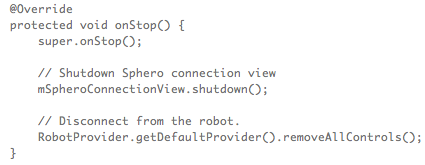 @Override
protected void onStop() {
    super.onStop();

    // Shutdown Sphero connection view
    mSpheroConnectionView.shutdown();

    // Disconnect from the robot.
    RobotProvider.getDefaultProvider().removeAllControls();
}